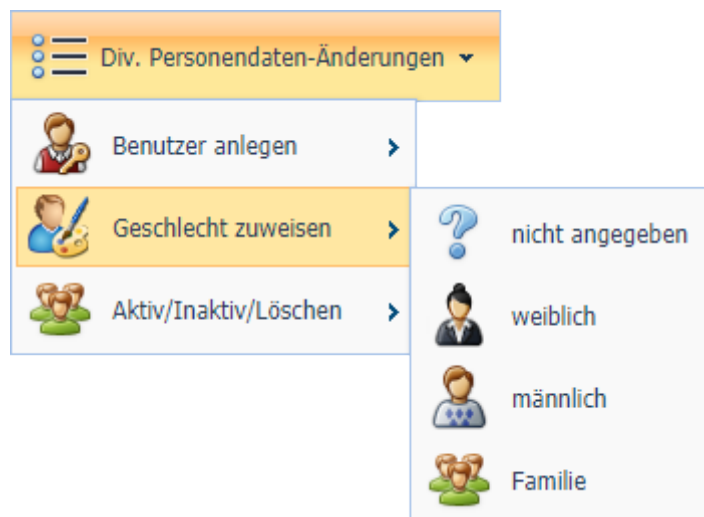 Div. Personendaten-Änderungen
Benutzer anlegen
Geschlecht zuweisen
Aktiv/Inaktiv/Löschen
nicht angegeben
weiblich
männlich
Familie